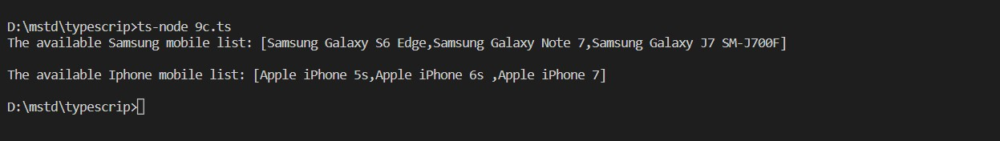 D:\mstd\typescrip>ts-node 9c.ts
The available Samsung mobile list: [Samsung Galaxy S6 Edge,Samsung Galaxy Note 7,Samsung Galaxy J7 SM-J700F]
The available Iphone mobile list: [Apple iPhone 5s,Apple iPhone 6s ,Apple iPhone 7]
D:\mstd\typescrip>